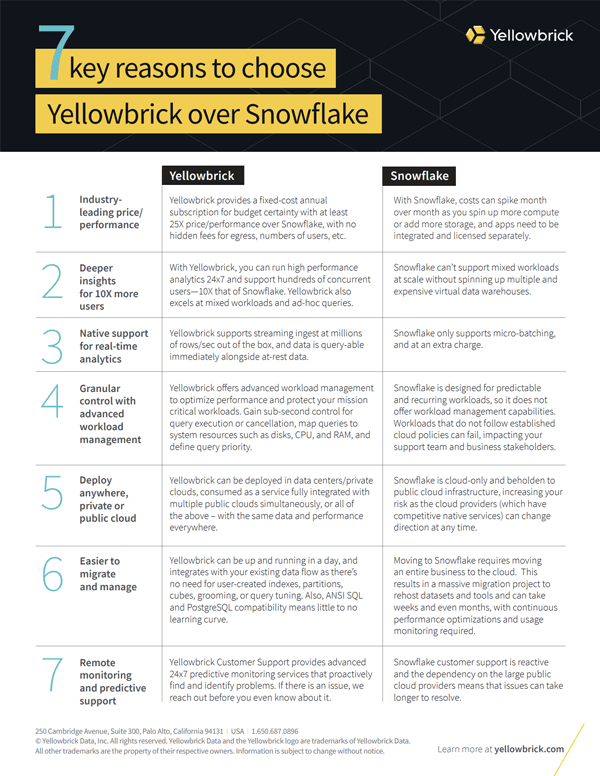 Yellowbrick
7 key reasons to choose
Yellowbrick over Snowflake
Yellowbrick
Snowflake
1
Industry-
leading price/
performance
Yellowbrick provides a fixed-cost annual
subscription for budget certainty with at least
25X price/performance over Snowflake, with no
hidden fees for egress, numbers of users, etc.
With Snowflake, costs can spike month
over month as you spin up more compute
or add more storage, and apps need to be
integrated and licensed separately.
2
Deeper
insights
for 10X more
users
With Yellowbrick, you can run high performance
analytics 24x7 and support hundreds of concurrent
users—10X that of Snowflake. Yellowbrick also
excels at mixed workloads and ad-hoc queries.
Snowflake can't support mixed workloads
at scale without spinning up multiple and
expensive virtual data warehouses.
3
Native support
for real-time
analytics
Yellowbrick supports streaming ingest at millions
of rows/sec out of the box, and data is query-able
immediately alongside at-rest data.
Snowflake only supports micro-batching,
and at an extra charge.
4
Granular
control with
advanced
workload
management
Yellowbrick offers advanced workload management
to optimize performance and protect your mission
critical workloads. Gain sub-second control for
query execution or cancellation, map queries to
system resources such as disks, CPU, and RAM, and
define query priority.
Snowflake is designed for predictable
and recurring workloads, so it does not
offer workload management capabilities.
Workloads that do not follow established
cloud policies can fail, impacting your
support team and business stakeholders.
5
Deploy
anywhere,
private or
public cloud
Yellowbrick can be deployed in data centers/private
clouds, consumed as a service fully integrated with
multiple public clouds simultaneously, or all of
the above – with the same data and performance
everywhere.
Snowflake is cloud-only and beholden to
public cloud infrastructure, increasing your
risk as the cloud providers (which have
competitive native services) can change
direction at any time.
6
Easier to
migrate
and manage
Yellowbrick can be up and running in a day, and
integrates with your existing data flow as there's
no need for user-created indexes, partitions,
cubes, grooming, or query tuning. Also, ANSI SQL
and PostgreSQL compatibility means little to no
learning curve.
Moving to Snowflake requires moving
an entire business to the cloud. This
results in a massive migration project to
rehost datasets and tools and can take
weeks and even months, with continuous
performance optimizations and usage
monitoring required.
7
Remote
monitoring
and predictive
support
Yellowbrick Customer Support provides advanced
24x7 predictive monitoring services that proactively
find and identify problems. If there is an issue, we
reach out before you even know about it.
Snowflake customer support is reactive
and the dependency on the large public
cloud providers means that issues can take
longer to resolve.
250 Cambridge Avenue, Suite 300, Palo Alto, California 94131 | USA | 1.650.687.0896
© Yellowbrick Data, Inc. All rights reserved. Yellowbrick Data and the Yellowbrick logo are trademarks of Yellowbrick Data.
All other trademarks are the property of their respective owners. Information is subject to change without notice.
Learn more at yellowbrick.com